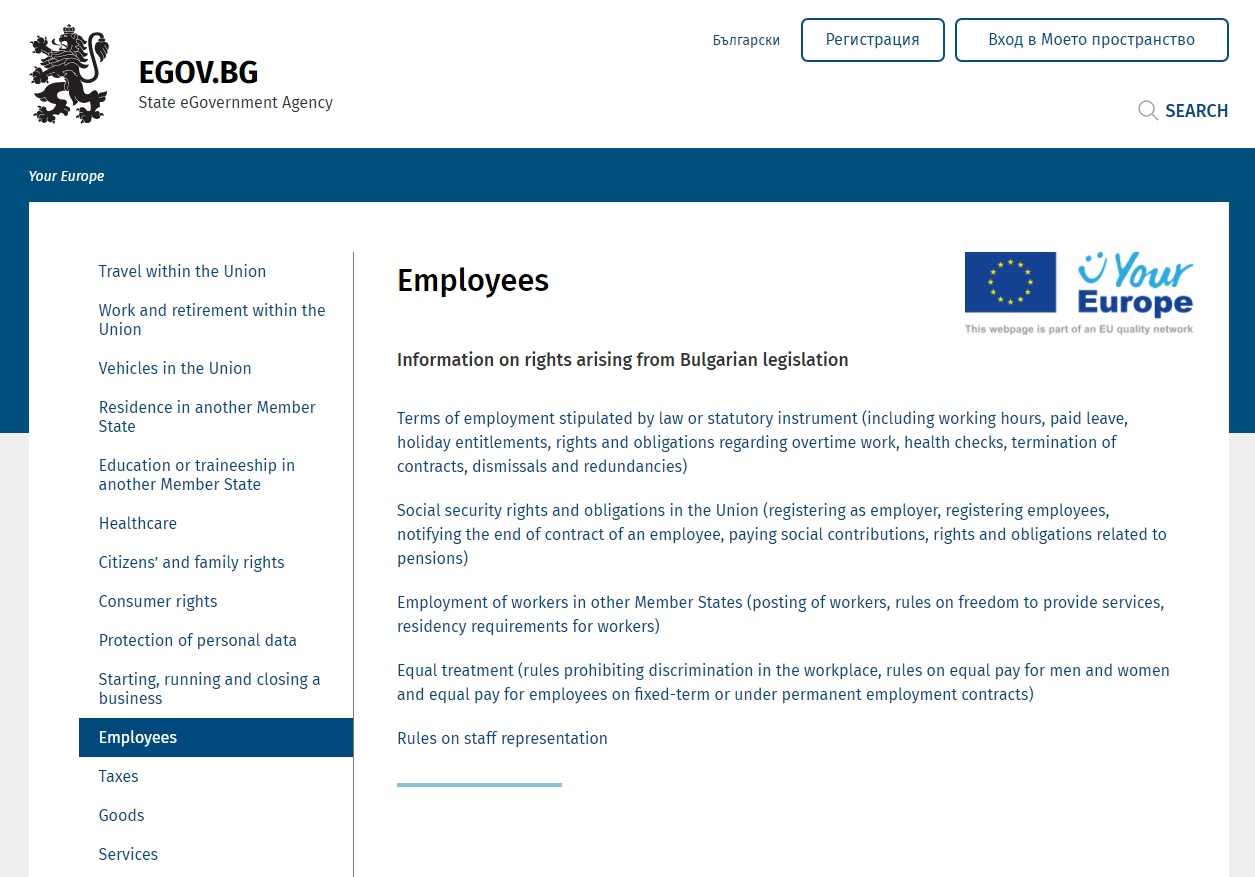 Български
Регистрация
Вход в Моето пространство
EGOV.BG
State eGovernment Agency
SEARCH
Your Europe
Travel within the Union
Work and retirement within the
Union
Vehicles in the Union
Residence in another Member
State
Education or traineeship in
another Member State
Healthcare
Citizens’ and family rights
Consumer rights
Protection of personal data
Starting, running and closing a
business
Employees
Taxes
Goods
Services
Employees
Your
Europe
This webpage is part of an EU quality network
Information on rights arising from Bulgarian legislation
Terms of employment stipulated by law or statutory instrument (including working hours, paid leave,
holiday entitlements, rights and obligations regarding overtime work, health checks, termination of
contracts, dismissals and redundancies)
Social security rights and obligations in the Union (registering as employer, registering employees,
notifying the end of contract of an employee, paying social contributions, rights and obligations related to
pensions)
Employment of workers in other Member States (posting of workers, rules on freedom to provide services,
residency requirements for workers)
Equal treatment (rules prohibiting discrimination in the workplace, rules on equal pay for men and women
and equal pay for employees on fixed-term or under permanent employment contracts)
Rules on staff representation